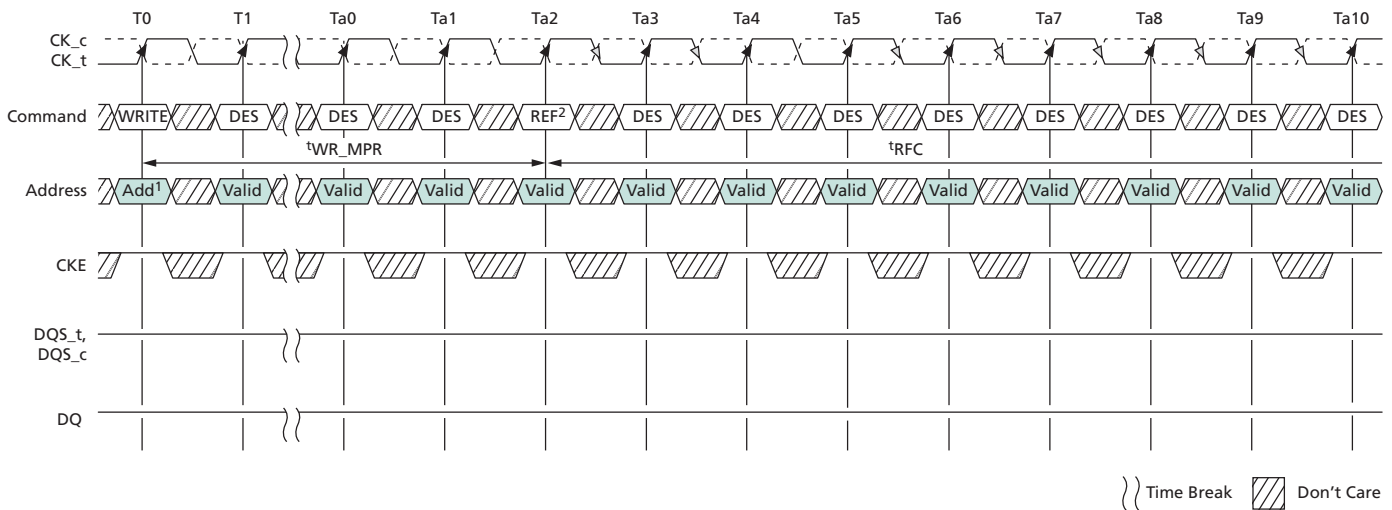 T0 T1 Ta0 Ta1 Ta2 Ta3 Ta4 Ta5 Ta6 Ta7 Ta8 Ta9 Ta10
CK_c
CK_t
Command WRITE DES DES DES REF² DES DES DES DES DES DES DES DES
tWR_MPR tRFC
Address Add¹ Valid Valid Valid Valid Valid Valid Valid Valid Valid Valid Valid Valid
CKE
DQS_t,
DQS_c
DQ
Time Break Don't Care